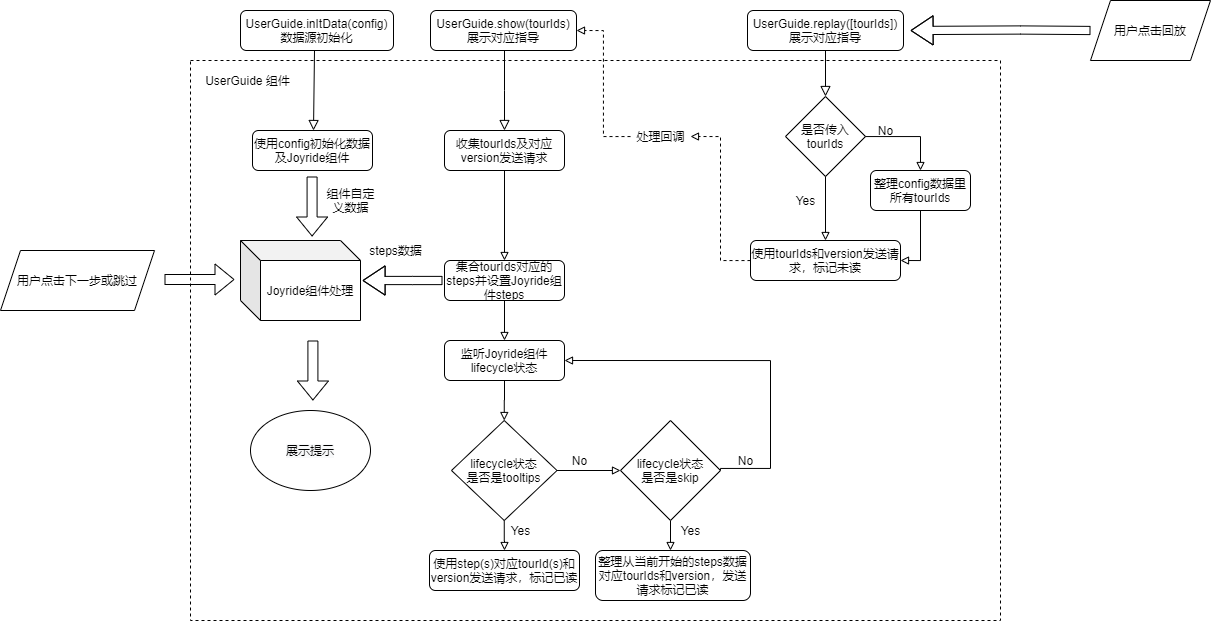 UserGuide.initData(config)
数据源初始化
UserGuide.show(tourIds)
展示对应指导
UserGuide.replay([tourIds])
展示对应指导
用户点击回放
UserGuide 组件
使用config初始化数据
及Joyride组件
收集tourIds及对应
version发送请求
处理回调
是否传入
tourIds
No
Yes
整理config数据里
所有tourIds
组件自定
义数据
steps数据
使用tourIds和version发送请
求，标记未读
用户点击下一步或跳过
Joyride组件处理
集合tourIds对应的
steps并设置Joyride组
件steps
监听Joyride组件
lifecycle状态
展示提示
lifecycle状态
是否是tooltips
No
lifecycle状态
是否是skip
No
Yes
Yes
使用step(s)对应tourId(s)和
version发送请求，标记已读
整理从当前开始的steps数据
对应tourIds和version，发送
请求标记已读